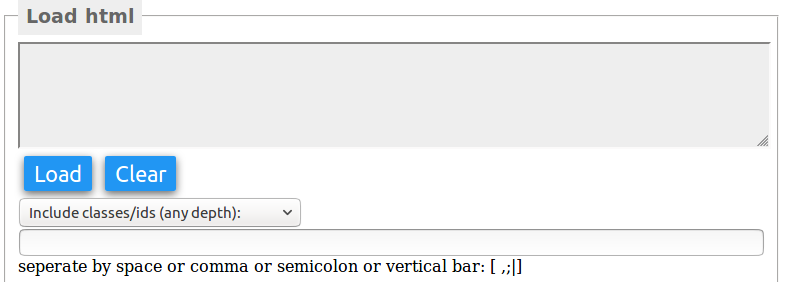 Load html
Load Clear
Include classes/ids (any depth):
seperate by space or comma or semicolon or vertical bar: [ ,;|]